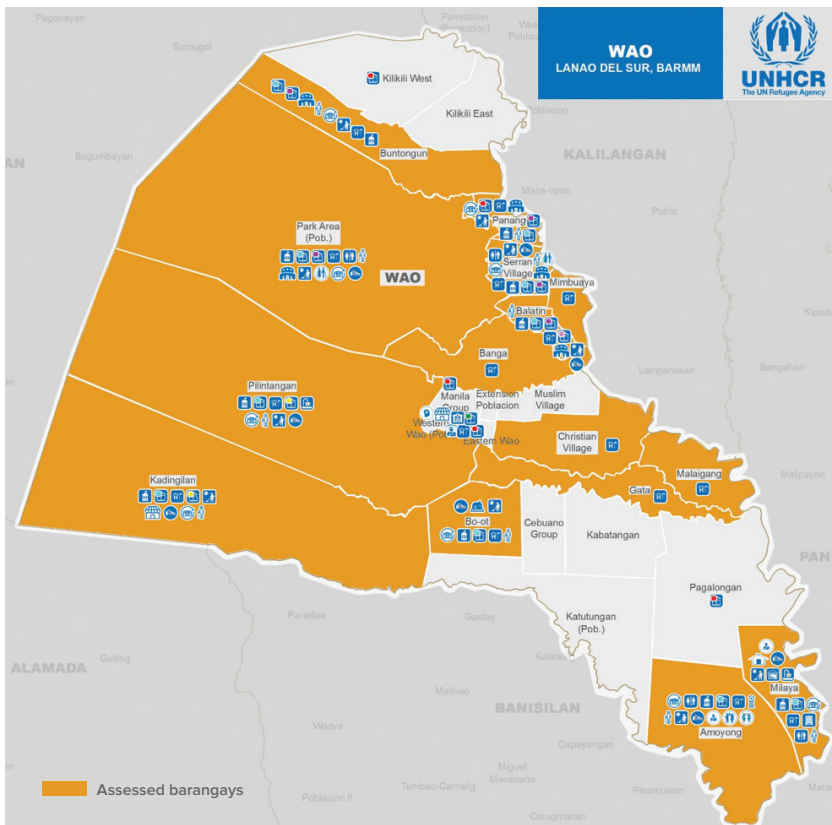 Pagonayan
Pamotolon
(Pamotdon)
WAO
LANAO DEL SUR, BARMM
UNHCR
The UN Refugee Agency
Sumugot
Kilikili West
Kilikili East
Poblacion
Bagumbayan
Buntongun
KALILANGAN
Maca-opao
Public
Park Area
(Pob.)
Panang
WAO
Serran
Village
Mimbuaya
Balatin
Banga
Lampanusan
Bangahan
Pilintangan
Manila
Group
Extension
Poblacion
Muslim
Village
Western
Wao (Pob.)
Eastern Wao
Christian
Village
Malaigang
Malipayon
Kadingilan
Gata
Bo-ot
Cebuano
Group
Kabatangan
PAN
Pagalongan
Paradise
Gastay
Katutungan
(Pob.)
Guiling
ALAMADA
Malinao
BANISILAN
Milaya
Amoyong
Wadya
Capayangan
Miguel
Macasarte
Assessed barangays
Poblacion II
Tumbao-Camalig
Pinamulaan
Carugmanan